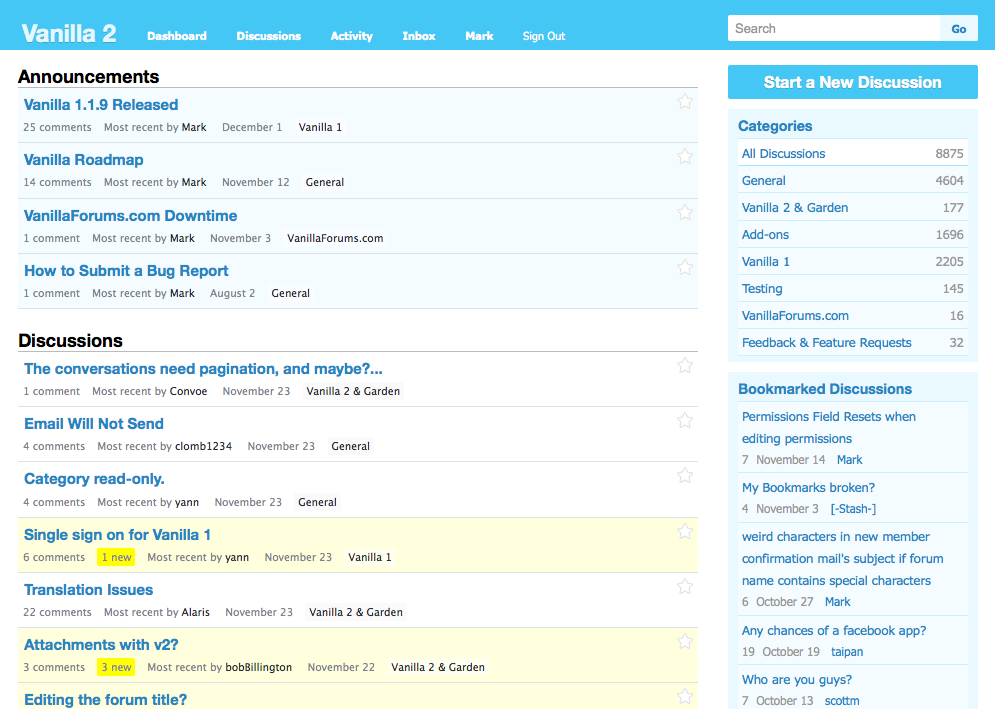 Vanilla 2
Dashboard Discussions Activity Inbox Mark Sign Out
Search Go
Announcements
Vanilla 1.1.9 Released
25 comments Most recent by Mark December 1 Vanilla 1
Vanilla Roadmap
14 comments Most recent by Mark November 12 General
VanillaForums.com Downtime
1 comment Most recent by Mark November 3 VanillaForums.com
How to Submit a Bug Report
1 comment Most recent by Mark August 2 General
Discussions
The conversations need pagination, and maybe?...
1 comment Most recent by Convoe November 23 Vanilla 2 & Garden
Email Will Not Send
4 comments Most recent by clomb1234 November 23 General
Category read-only.
4 comments Most recent by yann November 23 General
Single sign on for Vanilla 1
6 comments 1 new Most recent by yann November 23 Vanilla 1
Translation Issues
22 comments Most recent by Alaris November 23 Vanilla 2 & Garden
Attachments with v2?
3 comments 3 new Most recent by bobBillington November 22 Vanilla 2 & Garden
Editing the forum title?
Start a New Discussion
Categories
All Discussions 8875
General 4604
Vanilla 2 & Garden 177
Add-ons 1696
Vanilla 1 2205
Testing 145
VanillaForums.com 16
Feedback & Feature Requests 32
Bookmarked Discussions
Permissions Field Resets when
editing permissions
7 November 14 Mark
My Bookmarks broken?
4 November 3 [-Stash-]
weird characters in new member
confirmation mail's subject if forum
name contains special characters
6 October 27 Mark
Any chances of a facebook app?
19 October 19 taipan
Who are you guys?
7 October 13 scottm